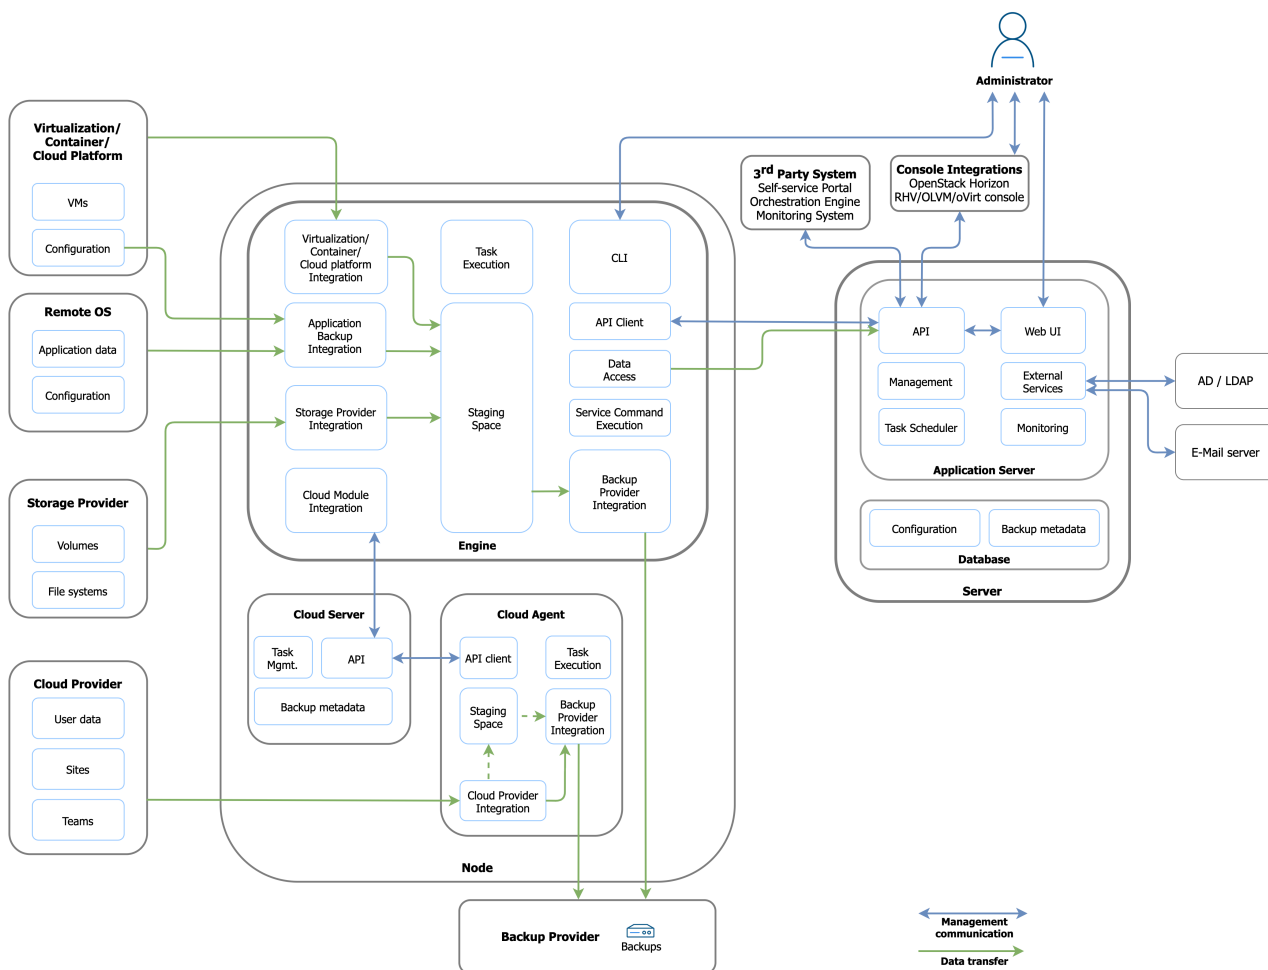 Administrator
Virtualization/
Container/
Cloud Platform
VMs
Configuration
3rd Party System
Self-service Portal
Orchestration Engine
Monitoring System
Console Integrations
OpenStack Horizon
RHV/OLVM/oVirt console
Virtualization/
Container/
Cloud platform
Integration
Task
Execution
CLI
Remote OS
Application data
Configuration
Application
Backup
Integration
API Client
Data
Access
Storage Provider
Integration
Staging
Space
Service Command
Execution
Cloud Module
Integration
Backup
Provider
Integration
Engine
API
Web UI
Management
External
Services
Task Scheduler
Monitoring
Application Server
AD / LDAP
E-Mail server
Configuration
Backup metadata
Database
Server
Storage Provider
Volumes
File systems
Cloud Server
Task
Mgmt.
API
Backup metadata
Cloud Agent
API client
Task
Execution
Staging
Space
Backup
Provider
Integration
Cloud Provider
Integration
Cloud Provider
User data
Sites
Teams
Node
Backup Provider
Backups
Management
communication
Data transfer